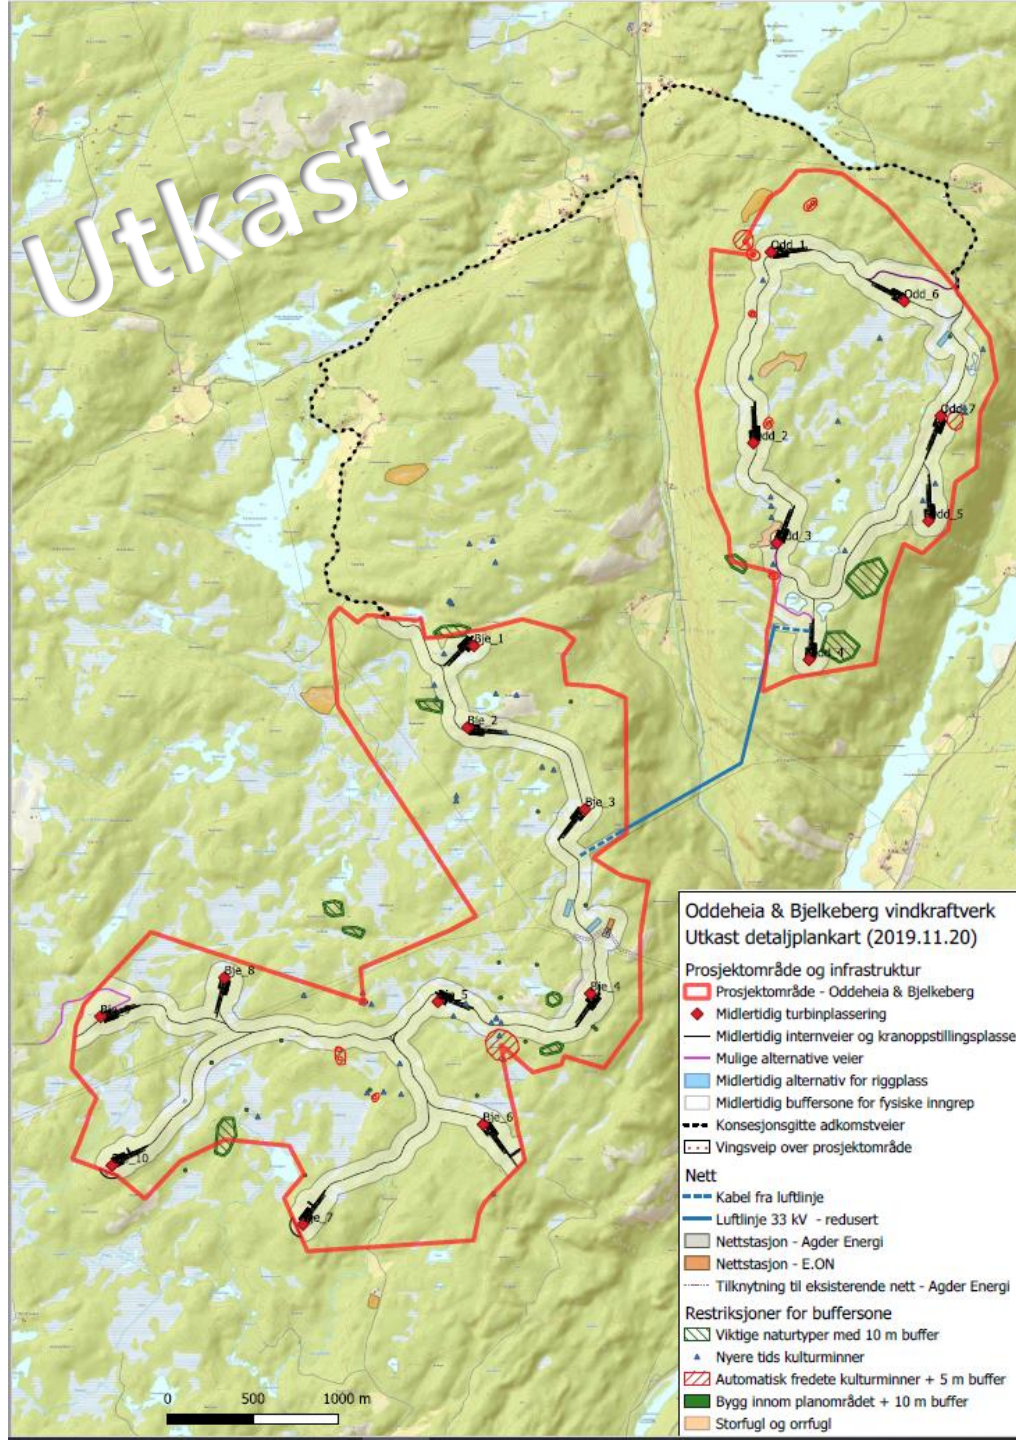 Utkast
Odd_1
Odd_6
Odd_7
Odd_2
Odd_5
Odd_3
Odd_4
Bje_1
Bje_2
Bje_3
Bje_8
Bje_5
Bje_4
Bje_6
Bje_10
Bje_7
0 500 1000 m
Oddeheia & Bjelkeberg vindkraftverk
Utkast detaljplankart (2019.11.20)
Prosjektområde og infrastruktur
Prosjektområde - Oddeheia & Bjelkeberg
Midlertidig turbinplassering
Midlertidig internveier og kranoppstillingsplasse
Mulige alternative veier
Midlertidig alternativ for riggplass
Midlertidig buffersone for fysiske inngrep
Konsesjonsgitte adkomstveier
Vingsveip over prosjektområde
Nett
Kabel fra luftlinje
Luftlinje 33 kV - redusert
Nettstasjon - Agder Energi
Nettstasjon - E.ON
Tilknytning til eksisterende nett - Agder Energi
Restriksjoner for buffersone
Viktige naturtyper med 10 m buffer
Nyere tids kulturminner
Automatisk fredete kulturminner + 5 m buffer
Bygg innom planområdet + 10 m buffer
Storfugl og orrfugl